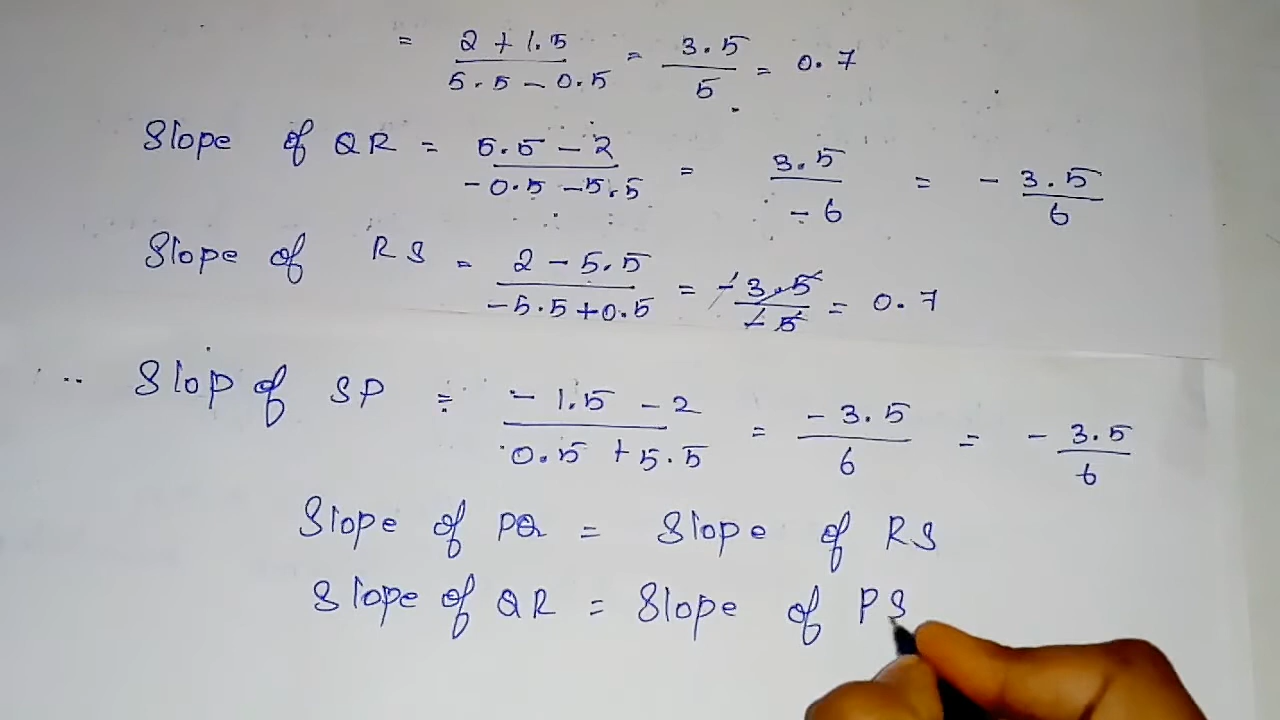 = 2 + 1.5 / 5.5 - 0.5 = 3.5 / 5 = 0.7
Slope of QR = 5.5 - 2 / -0.5 - 5.5 = 3.5 / -6 = - 3.5 / 6
Slope of RS = 2 - 5.5 / -5.5 + 0.5 = -3.5 / -5 = 0.7
Slop of SP = -1.5 - 2 / 0.5 + 5.5 = -3.5 / 6 = - 3.5 / 6
Slope of PQ = Slope of RS
Slope of QR = Slope of PS